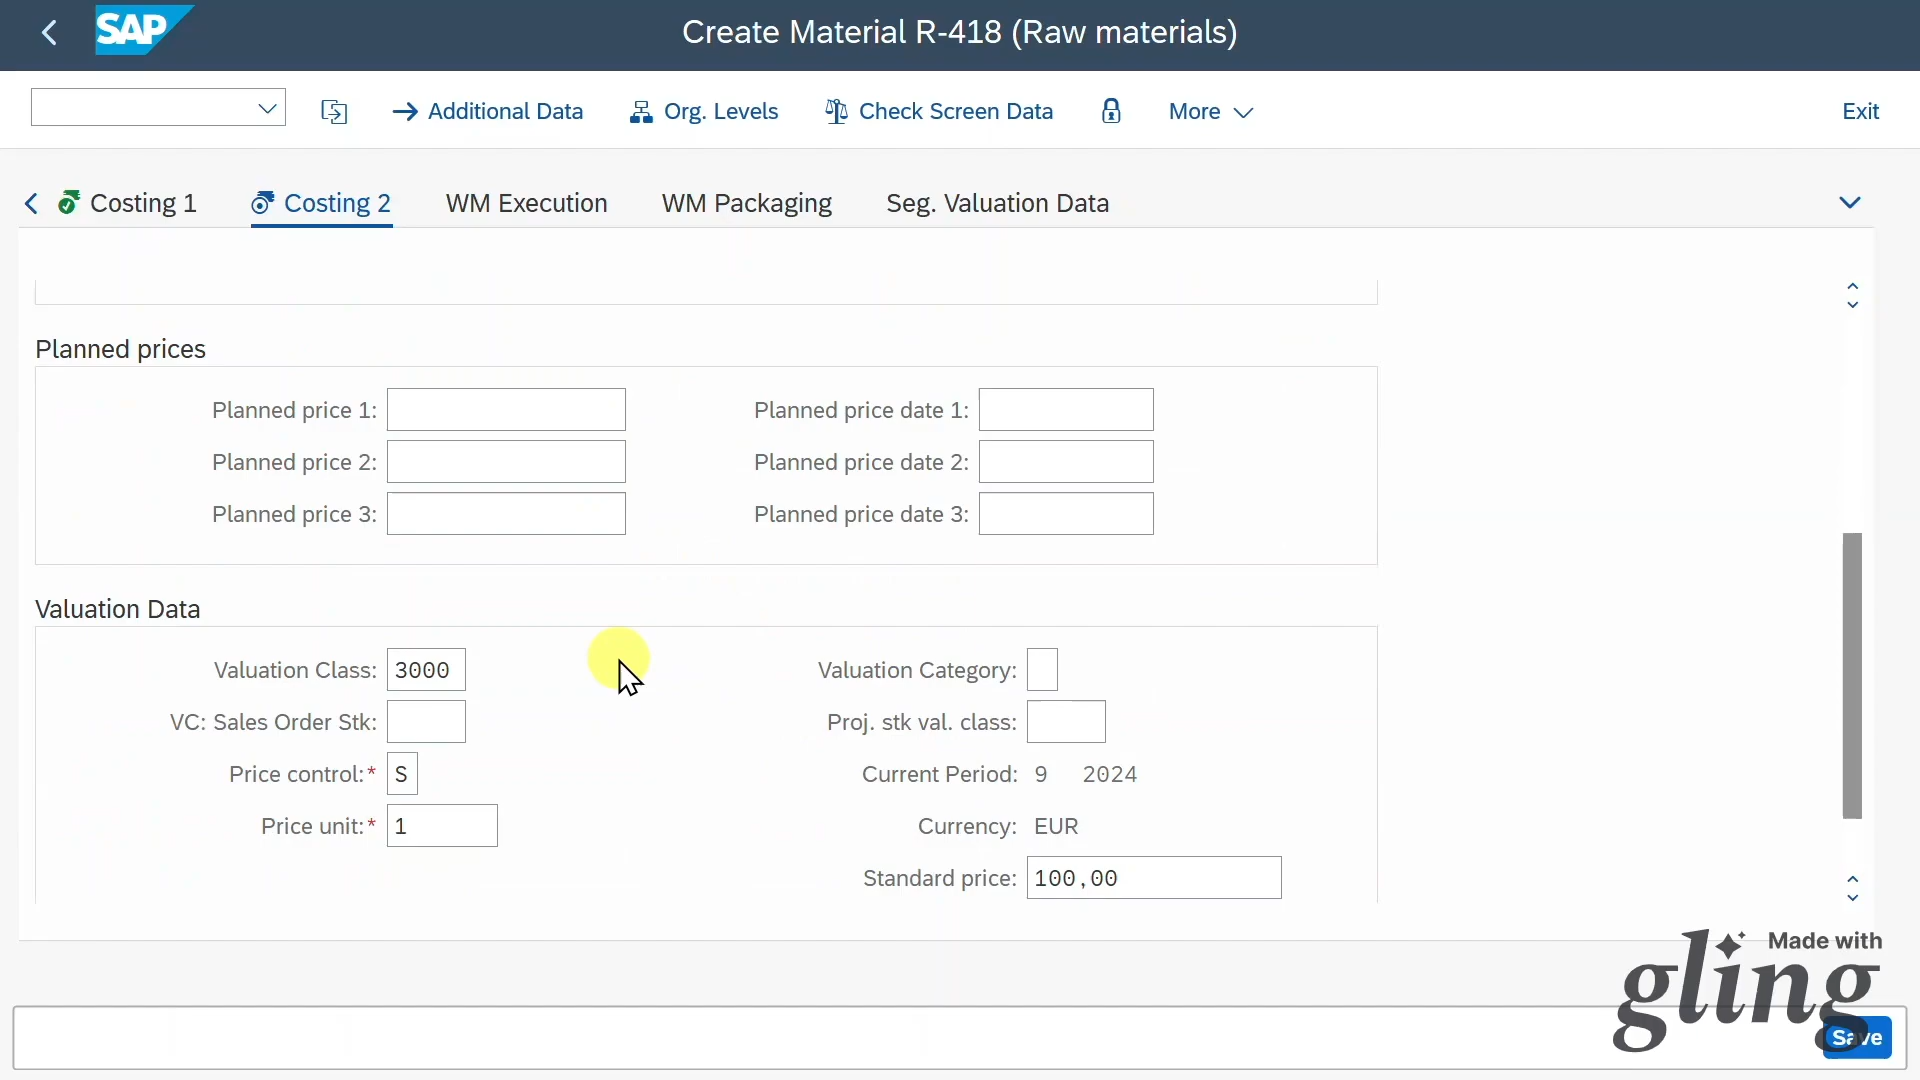 SAP
Create Material R-418 (Raw materials)
Additional Data
Org. Levels
Check Screen Data
More
Exit
Costing 1
Costing 2
WM Execution
WM Packaging
Seg. Valuation Data
Planned prices
Planned price 1:
Planned price date 1:
Planned price 2:
Planned price date 2:
Planned price 3:
Planned price date 3:
Valuation Data
Valuation Class: 3000
Valuation Category:
VC: Sales Order Stk:
Proj. stk val. class:
Price control:* S
Current Period: 9 2024
Price unit:* 1
Currency: EUR
Standard price: 100,00
Made with
gling
Save